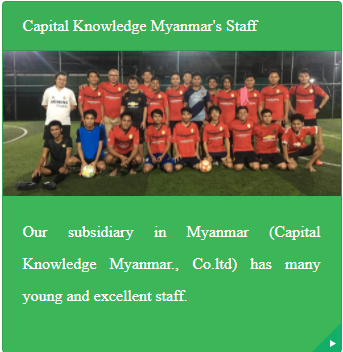 Capital Knowledge Myanmar's Staff
Our subsidiary in Myanmar (Capital
Knowledge Myanmar., Co.ltd) has many
young and excellent staff.